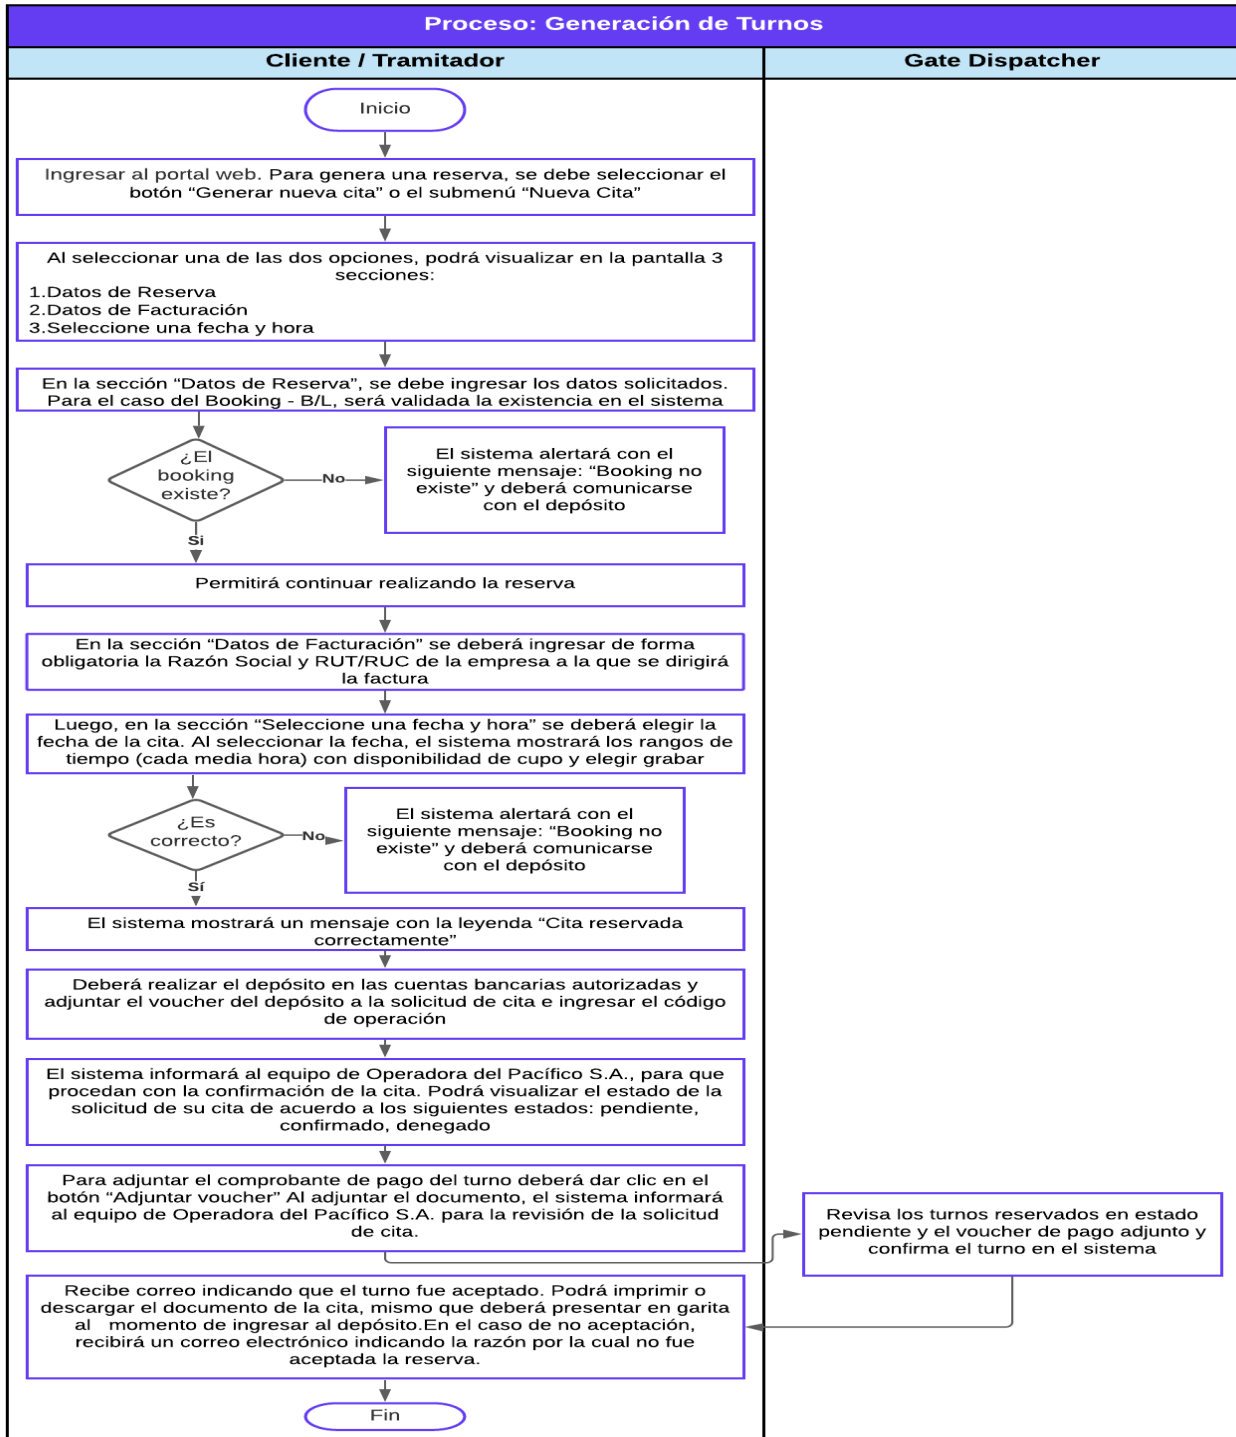 Proceso: Generación de Turnos
Cliente / Tramitador
Gate Dispatcher
Inicio
Ingresar al portal web. Para genera una reserva, se debe seleccionar el
botón “Generar nueva cita” o el submenú “Nueva Cita”
Al seleccionar una de las dos opciones, podrá visualizar en la pantalla 3
secciones:
1.Datos de Reserva
2.Datos de Facturación
3.Seleccione una fecha y hora
En la sección “Datos de Reserva”, se debe ingresar los datos solicitados.
Para el caso del Booking - B/L, será validada la existencia en el sistema
¿El
booking
existe?
No
El sistema alertará con el
siguiente mensaje: “Booking no
existe” y deberá comunicarse
con el depósito
Si
Permitirá continuar realizando la reserva
En la sección “Datos de Facturación” se deberá ingresar de forma
obligatoria la Razón Social y RUT/RUC de la empresa a la que se dirigirá
la factura
Luego, en la sección “Seleccione una fecha y hora” se deberá elegir la
fecha de la cita. Al seleccionar la fecha, el sistema mostrará los rangos de
tiempo (cada media hora) con disponibilidad de cupo y elegir grabar
¿Es
correcto?
No
El sistema alertará con el
siguiente mensaje: “Booking no
existe” y deberá comunicarse
con el depósito
Sí
El sistema mostrará un mensaje con la leyenda “Cita reservada
correctamente”
Deberá realizar el depósito en las cuentas bancarias autorizadas y
adjuntar el voucher del depósito a la solicitud de cita e ingresar el código
de operación
El sistema informará al equipo de Operadora del Pacífico S.A., para que
procedan con la confirmación de la cita. Podrá visualizar el estado de la
solicitud de su cita de acuerdo a los siguientes estados: pendiente,
confirmado, denegado
Para adjuntar el comprobante de pago del turno deberá dar clic en el
botón “Adjuntar voucher” Al adjuntar el documento, el sistema informará
al equipo de Operadora del Pacífico S.A. para la revisión de la solicitud
de cita.
Revisa los turnos reservados en estado
pendiente y el voucher de pago adjunto y
confirma el turno en el sistema
Recibe correo indicando que el turno fue aceptado. Podrá imprimir o
descargar el documento de la cita, mismo que deberá presentar en garita
al momento de ingresar al depósito.En el caso de no aceptación,
recibirá un correo electrónico indicando la razón por la cual no fue
aceptada la reserva.
Fin